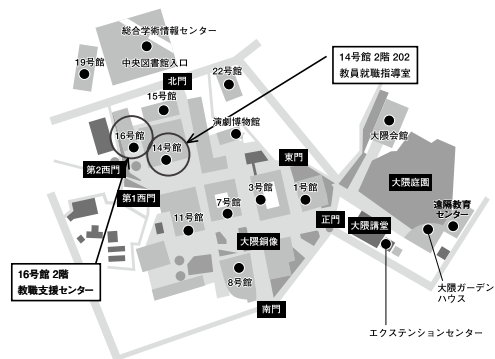 総合学術情報センター
19号館
中央図書館入口
北門
22号館
14号館 2階 202
教員就職指導室
15号館
演劇博物館
16号館
14号館
大隈会館
東門
第2西門
第1西門
大隈庭園
3号館
1号館
7号館
11号館
正門
大隈講堂
遠隔教育
センター
大隈銅像
16号館 2階
教職支援センター
8号館
南門
大隈ガーデン
ハウス
エクステンションセンター